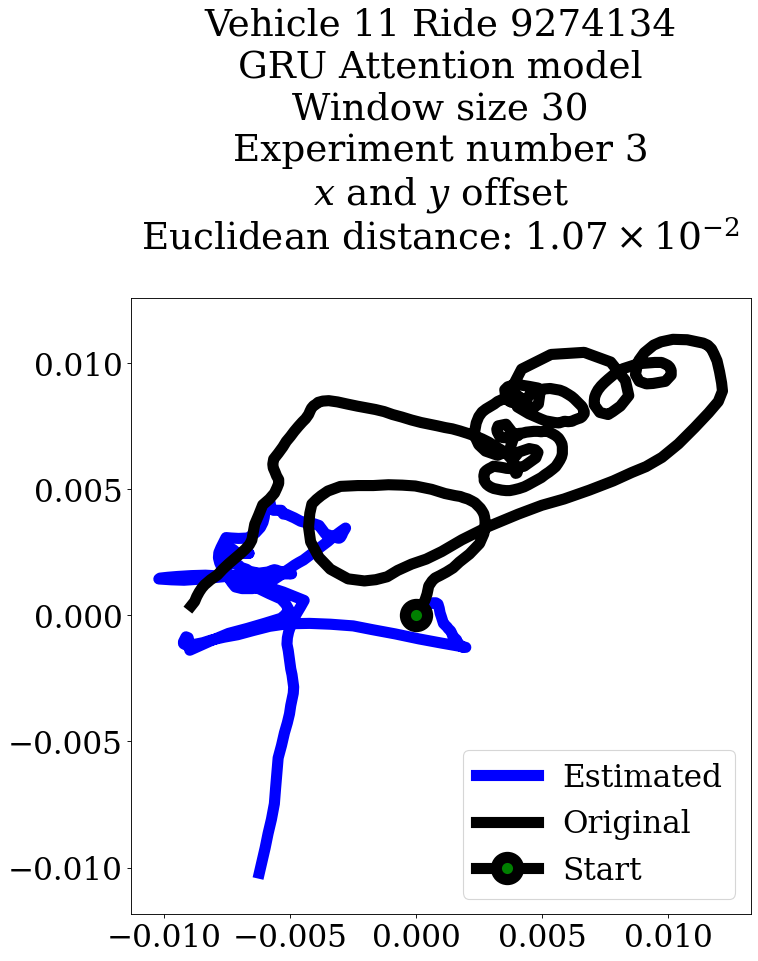 Vehicle 11 Ride 9274134
GRU Attention model
Window size 30
Experiment number 3
x and y offset
Euclidean distance: 1.07 × 10⁻²
0.010
0.005
0.000
−0.005
−0.010
Estimated
Original
Start
−0.010 −0.005 0.000 0.005 0.010